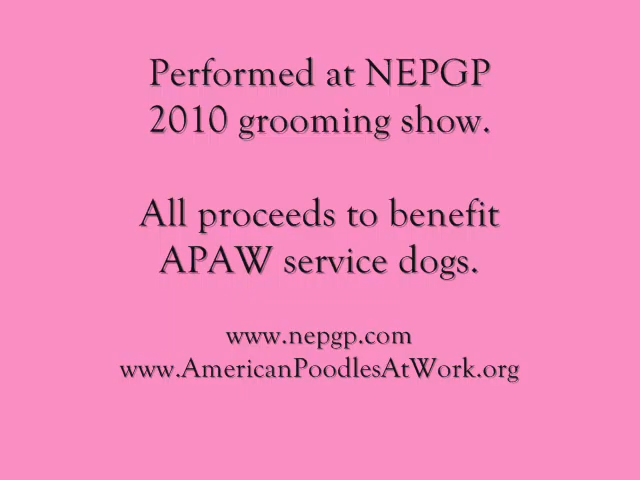 Performed at NEPGP
2010 grooming show.
All proceeds to benefit
APAW service dogs.
www.nepgp.com
www.AmericanPoodlesAtWork.org